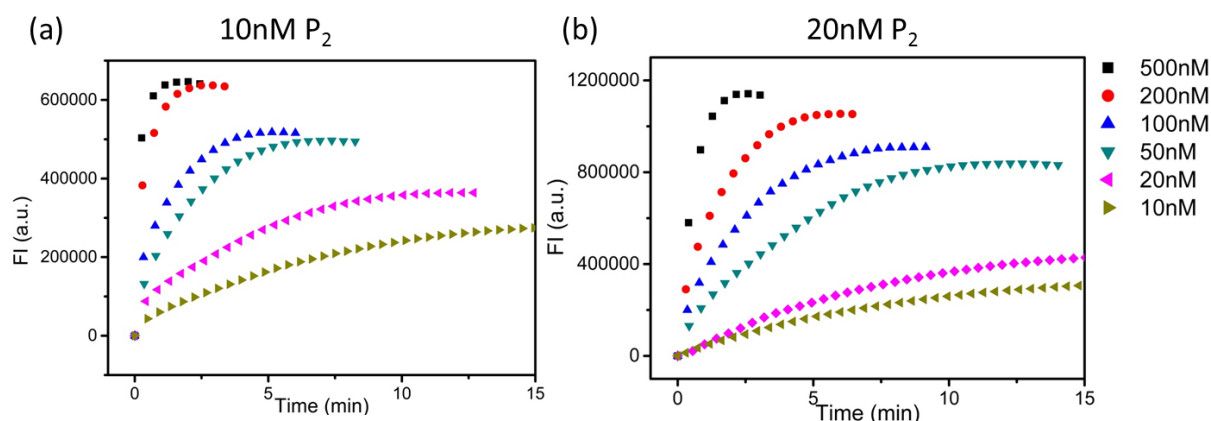 (a) 10nM P₂
600000
400000
200000
0
FI (a.u.)
0 5 10 15
Time (min)
(b) 20nM P₂
1200000
800000
400000
0
FI (a.u.)
0 5 10 15
Time (min)
500nM
200nM
100nM
50nM
20nM
10nM